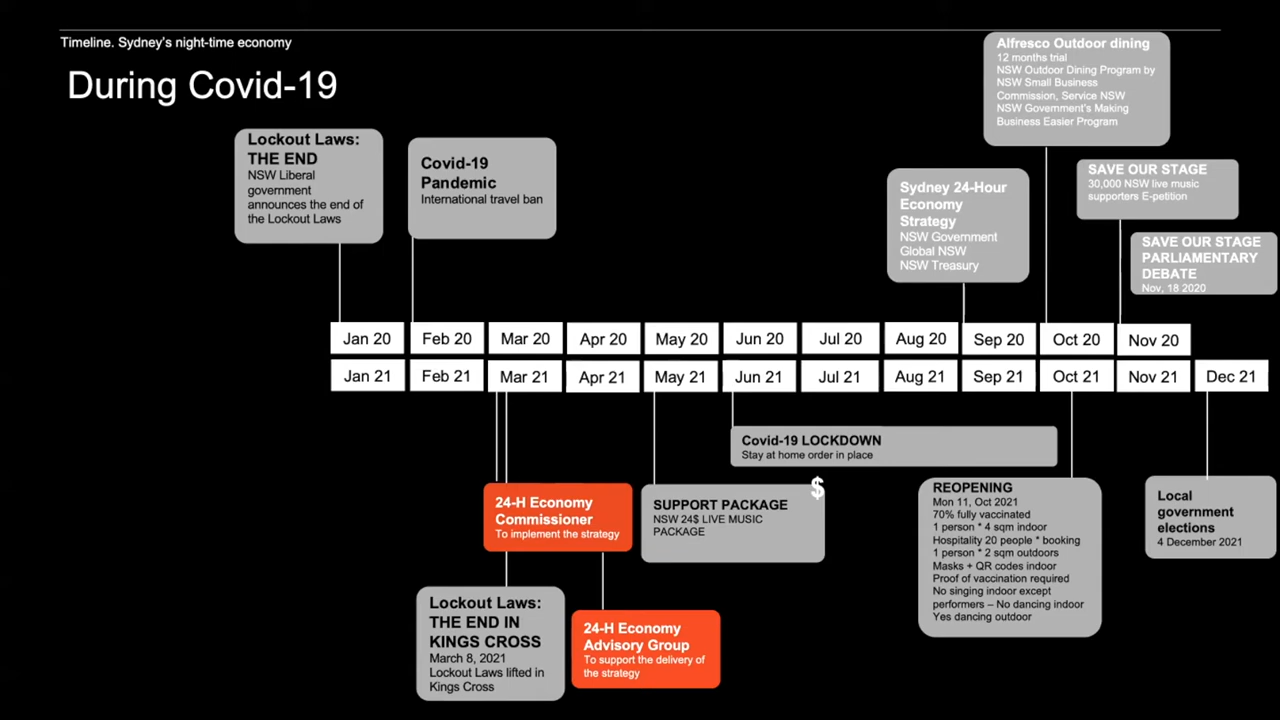 Timeline. Sydney's night-time economy
During Covid-19
Lockout Laws:
THE END
NSW Liberal
government
announces the end of
the Lockout Laws
Covid-19
Pandemic
International travel ban
Sydney 24-Hour
Economy
Strategy
NSW Government
Global NSW
NSW Treasury
Alfresco Outdoor dining
12 months trial
NSW Outdoor Dining Program by
NSW Small Business
Commission, Service NSW
NSW Government's Making
Business Easier Program
SAVE OUR STAGE
30,000 NSW live music
supporters E-petition
SAVE OUR STAGE
PARLIAMENTARY
DEBATE
Nov, 18 2020
Jan 20 Feb 20 Mar 20 Apr 20 May 20 Jun 20 Jul 20 Aug 20 Sep 20 Oct 20 Nov 20
Jan 21 Feb 21 Mar 21 Apr 21 May 21 Jun 21 Jul 21 Aug 21 Sep 21 Oct 21 Nov 21 Dec 21
Covid-19 LOCKDOWN
Stay at home order in place
24-H Economy
Commissioner
To implement the strategy
$
SUPPORT PACKAGE
NSW 24$ LIVE MUSIC
PACKAGE
REOPENING
Mon 11, Oct 2021
70% fully vaccinated
1 person * 4 sqm indoor
Hospitality 20 people * booking
1 person * 2 sqm outdoors
Masks + QR codes indoor
Proof of vaccination required
No singing indoor except
performers – No dancing indoor
Yes dancing outdoor
Local
government
elections
4 December 2021
Lockout Laws:
THE END IN
KINGS CROSS
March 8, 2021
Lockout Laws lifted in
Kings Cross
24-H Economy
Advisory Group
To support the delivery of
the strategy